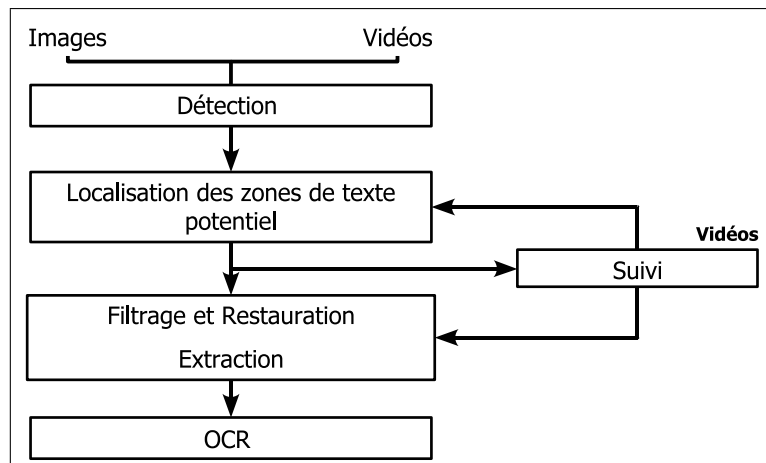 Images
Vidéos
Détection
Localisation des zones de texte
potentiel
Vidéos
Suivi
Filtrage et Restauration
Extraction
OCR